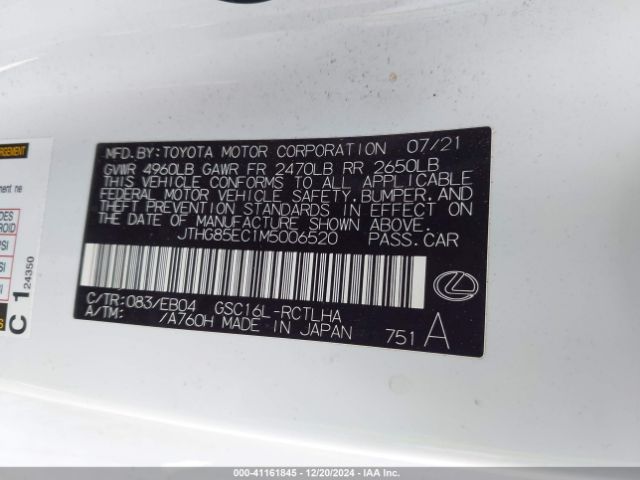 MFD.BY:TOYOTA MOTOR CORPORATION 07/21
GVWR 4960LB GAWR FR 2470LB RR 2650LB
THIS VEHICLE CONFORMS TO ALL APPLICABLE
FEDERAL MOTOR VEHICLE SAFETY, BUMPER, AND
THEFT PREVENTION STANDARDS IN EFFECT ON
THE DATE OF MANUFACTURE SHOWN ABOVE.
JTHG85EC1M5006520 PASS.CAR
C/TR:083/EB04 GSC16L-RCTLHA
A/TM: /A760H MADE IN JAPAN 751 A
C 1 24350
000-41161845 - 12/20/2024 - IAA Inc.